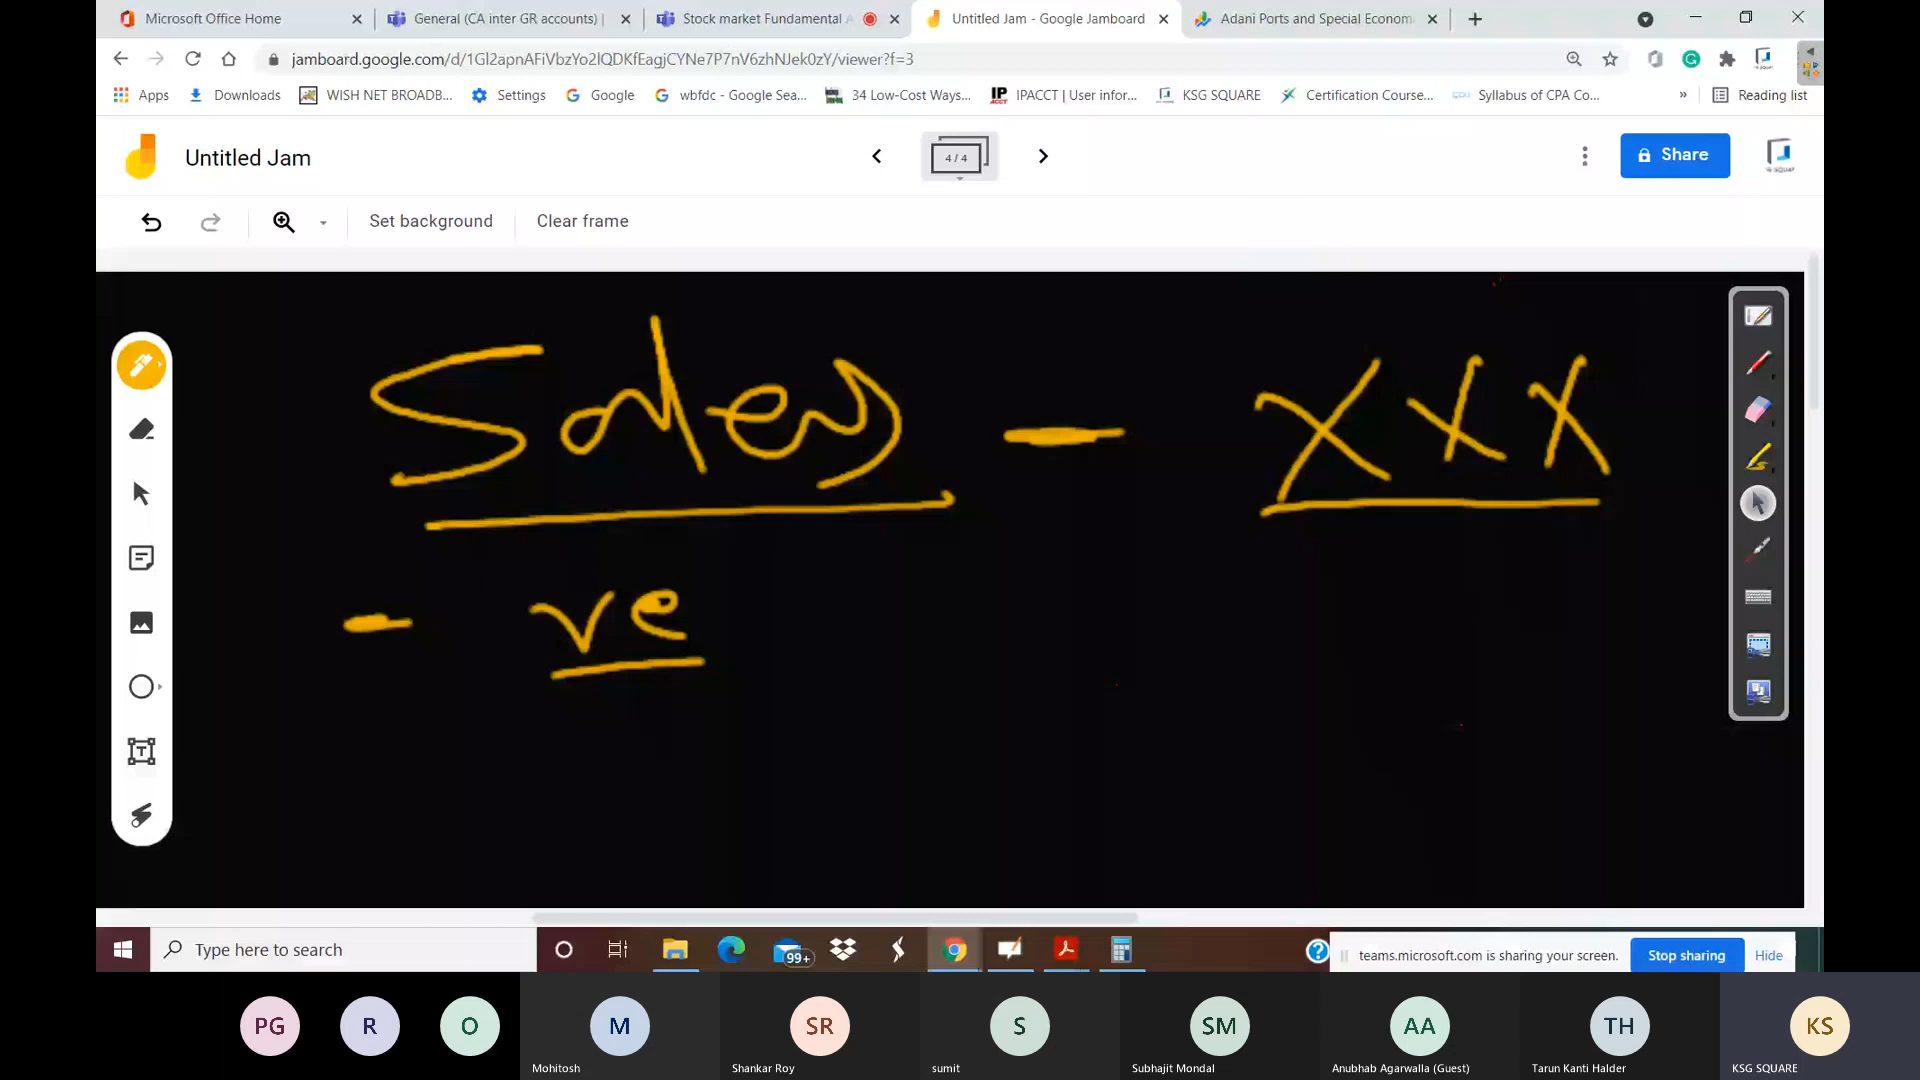 Microsoft Office Home
General (CA inter GR accounts) |
Stock market Fundamental A
Untitled Jam - Google Jamboard
Adani Ports and Special Econom
jamboard.google.com/d/1Gl2apnAFiVbzYo2lQDKfEagjCYNe7P7nV6zhNJek0zY/viewer?f=3
Apps
Downloads
WISH NET BROADB...
Settings
Google
wbfdc - Google Sea...
34 Low-Cost Ways...
IPACCT | User infor...
KSG SQUARE
Certification Course...
Syllabus of CPA Co...
»
Reading list
Untitled Jam
4 / 4
Share
Set background
Clear frame
Sales - XXX
- ve
Type here to search
99+
teams.microsoft.com is sharing your screen.
Stop sharing
Hide
PG
R
O
M
SR
S
SM
AA
TH
KS
Mohitosh
Shankar Roy
sumit
Subhajit Mondal
Anubhab Agarwalla (Guest)
Tarun Kanti Halder
KSG SQUARE